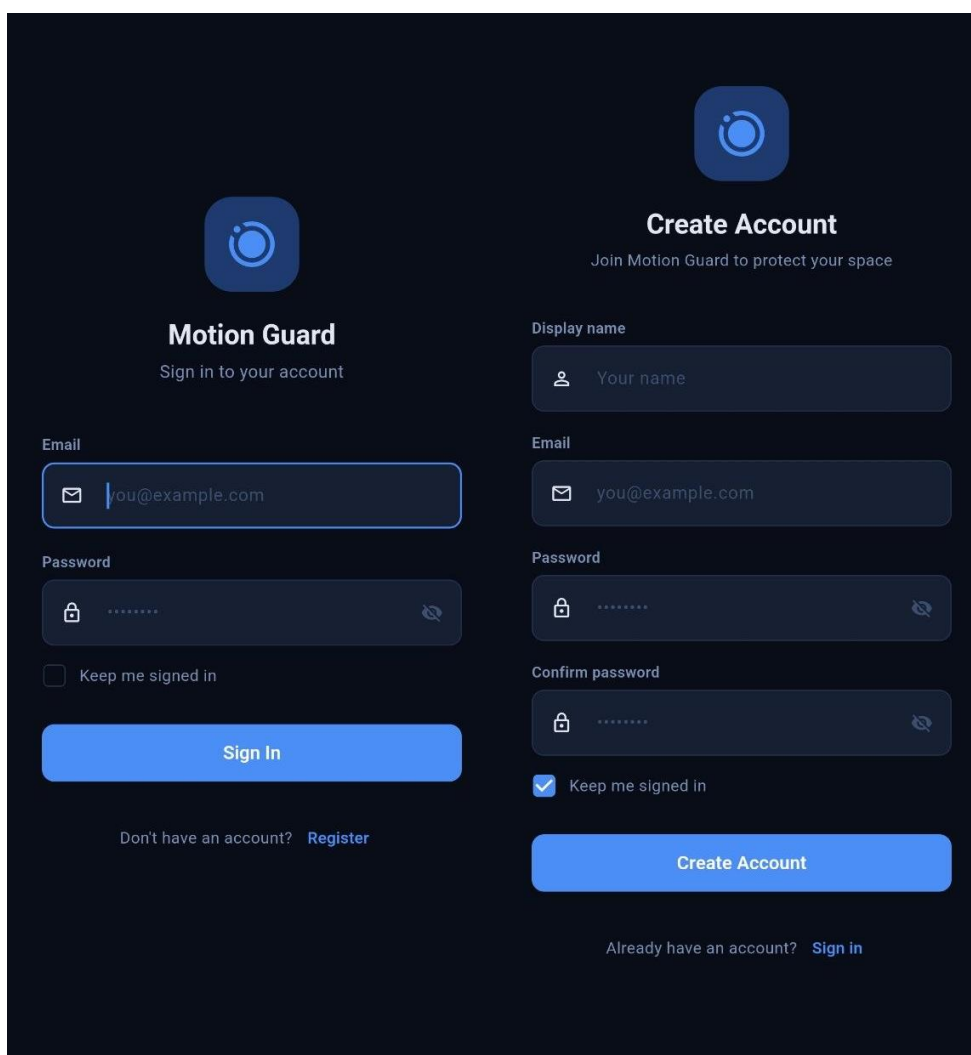 Motion Guard
Sign in to your account
Email
you@example.com
Password
••••••••
Keep me signed in
Sign In
Don't have an account? Register
Create Account
Join Motion Guard to protect your space
Display name
Your name
Email
you@example.com
Password
••••••••
Confirm password
••••••••
Keep me signed in
Create Account
Already have an account? Sign in